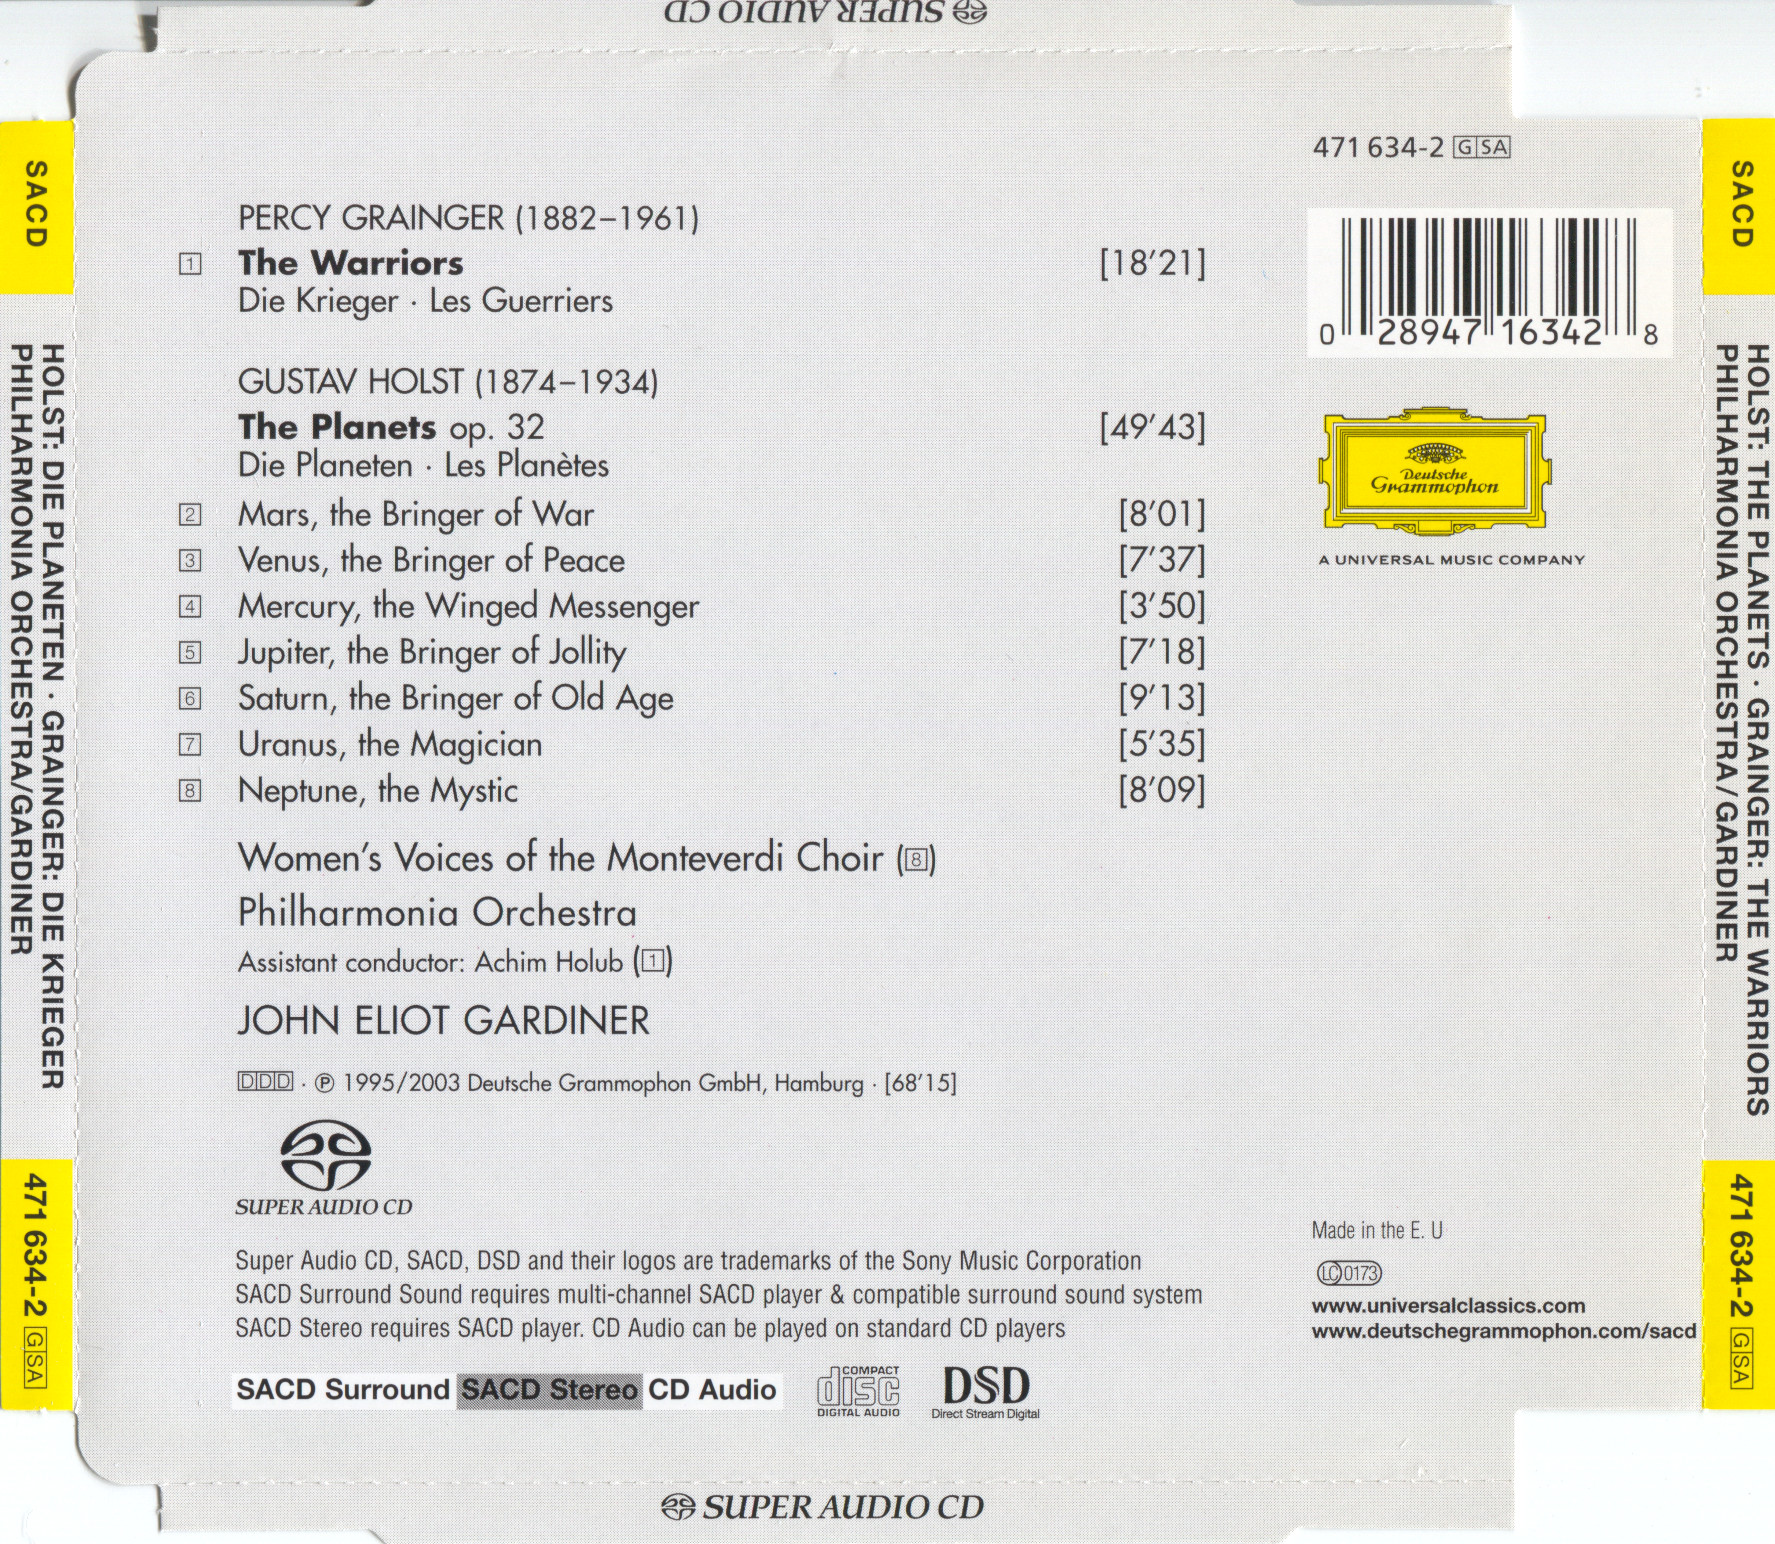 SUPER AUDIO CD
SACD
HOLST: DIE PLANETEN · GRAINGER: DIE KRIEGER
PHILHARMONIA ORCHESTRA/GARDINER
471 634-2 G SA
471 634-2 G SA
PERCY GRAINGER (1882–1961)
1 The Warriors [18’21]
Die Krieger · Les Guerriers
GUSTAV HOLST (1874–1934)
The Planets op. 32 [49’43]
Die Planeten · Les Planètes
2 Mars, the Bringer of War [8’01]
3 Venus, the Bringer of Peace [7’37]
4 Mercury, the Winged Messenger [3’50]
5 Jupiter, the Bringer of Jollity [7’18]
6 Saturn, the Bringer of Old Age [9’13]
7 Uranus, the Magician [5’35]
8 Neptune, the Mystic [8’09]
Women’s Voices of the Monteverdi Choir (8)
Philharmonia Orchestra
Assistant conductor: Achim Holub (1)
JOHN ELIOT GARDINER
DDD · ℗ 1995/2003 Deutsche Grammophon GmbH, Hamburg · [68’15]
SUPER AUDIO CD
Super Audio CD, SACD, DSD and their logos are trademarks of the Sony Music Corporation
SACD Surround Sound requires multi-channel SACD player & compatible surround sound system
SACD Stereo requires SACD player. CD Audio can be played on standard CD players
SACD Surround SACD Stereo CD Audio
COMPACT
disc
DIGITAL AUDIO
DSD
Direct Stream Digital
0 28947 16342 8
Deutsche
Grammophon
A UNIVERSAL MUSIC COMPANY
Made in the E. U
LC 0173
www.universalclassics.com
www.deutschegrammophon.com/sacd
SACD
HOLST: THE PLANETS · GRAINGER: THE WARRIORS
PHILHARMONIA ORCHESTRA/GARDINER
471 634-2 G SA
SUPER AUDIO CD